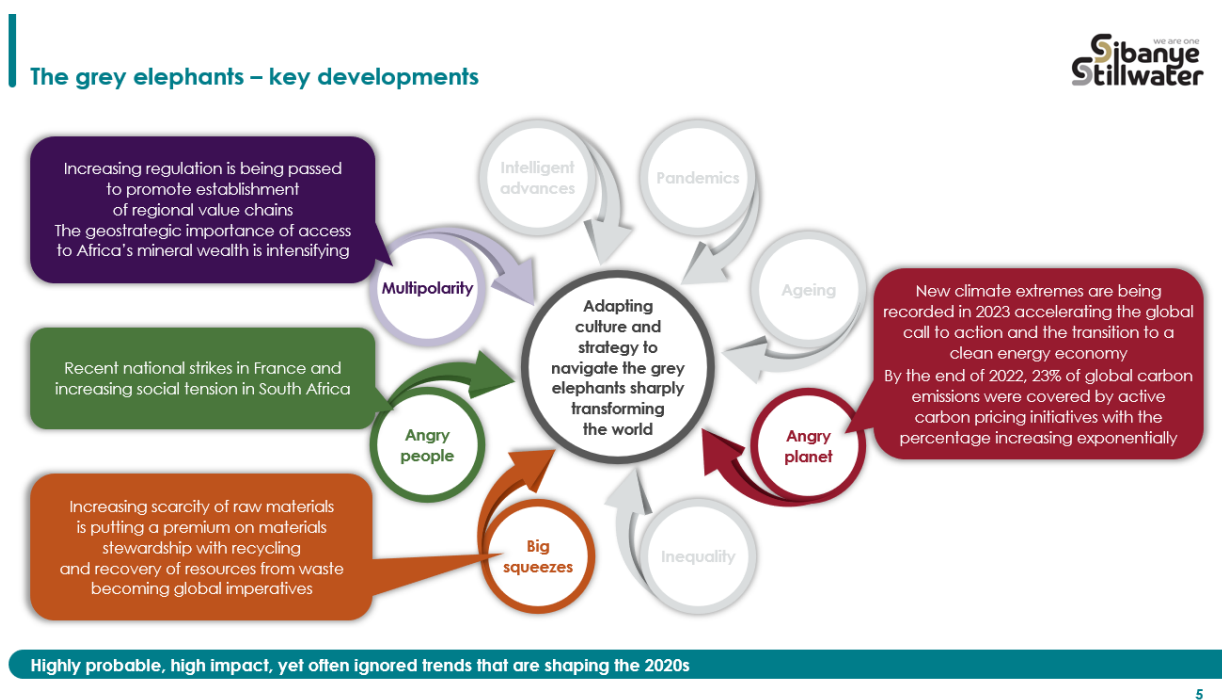 The grey elephants – key developments
we are one
Sibanye
Stillwater
Increasing regulation is being passed
to promote establishment
of regional value chains
The geostrategic importance of access
to Africa’s mineral wealth is intensifying
Multipolarity
Intelligent
advances
Pandemics
Ageing
Adapting
culture and
strategy to
navigate the grey
elephants sharply
transforming
the world
New climate extremes are being
recorded in 2023 accelerating the global
call to action and the transition to a
clean energy economy
By the end of 2022, 23% of global carbon
emissions were covered by active
carbon pricing initiatives with the
percentage increasing exponentially
Recent national strikes in France and
increasing social tension in South Africa
Angry
people
Angry
planet
Increasing scarcity of raw materials
is putting a premium on materials
stewardship with recycling
and recovery of resources from waste
becoming global imperatives
Big
squeezes
Inequality
Highly probable, high impact, yet often ignored trends that are shaping the 2020s
5